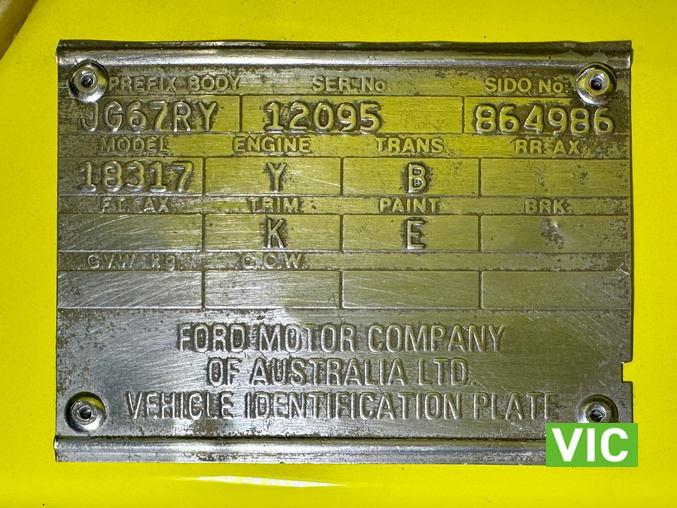 PREFIX-BODY SER-No SIDO No.
JG67RY 12095 864986
MODEL ENGINE TRANS RR AX
18317 Y B
FT. AX TRIM PAINT BRK
K E
G.V.W kg G.C.W.
FORD MOTOR COMPANY
OF AUSTRALIA LTD.
VEHICLE IDENTIFICATION PLATE
VIC